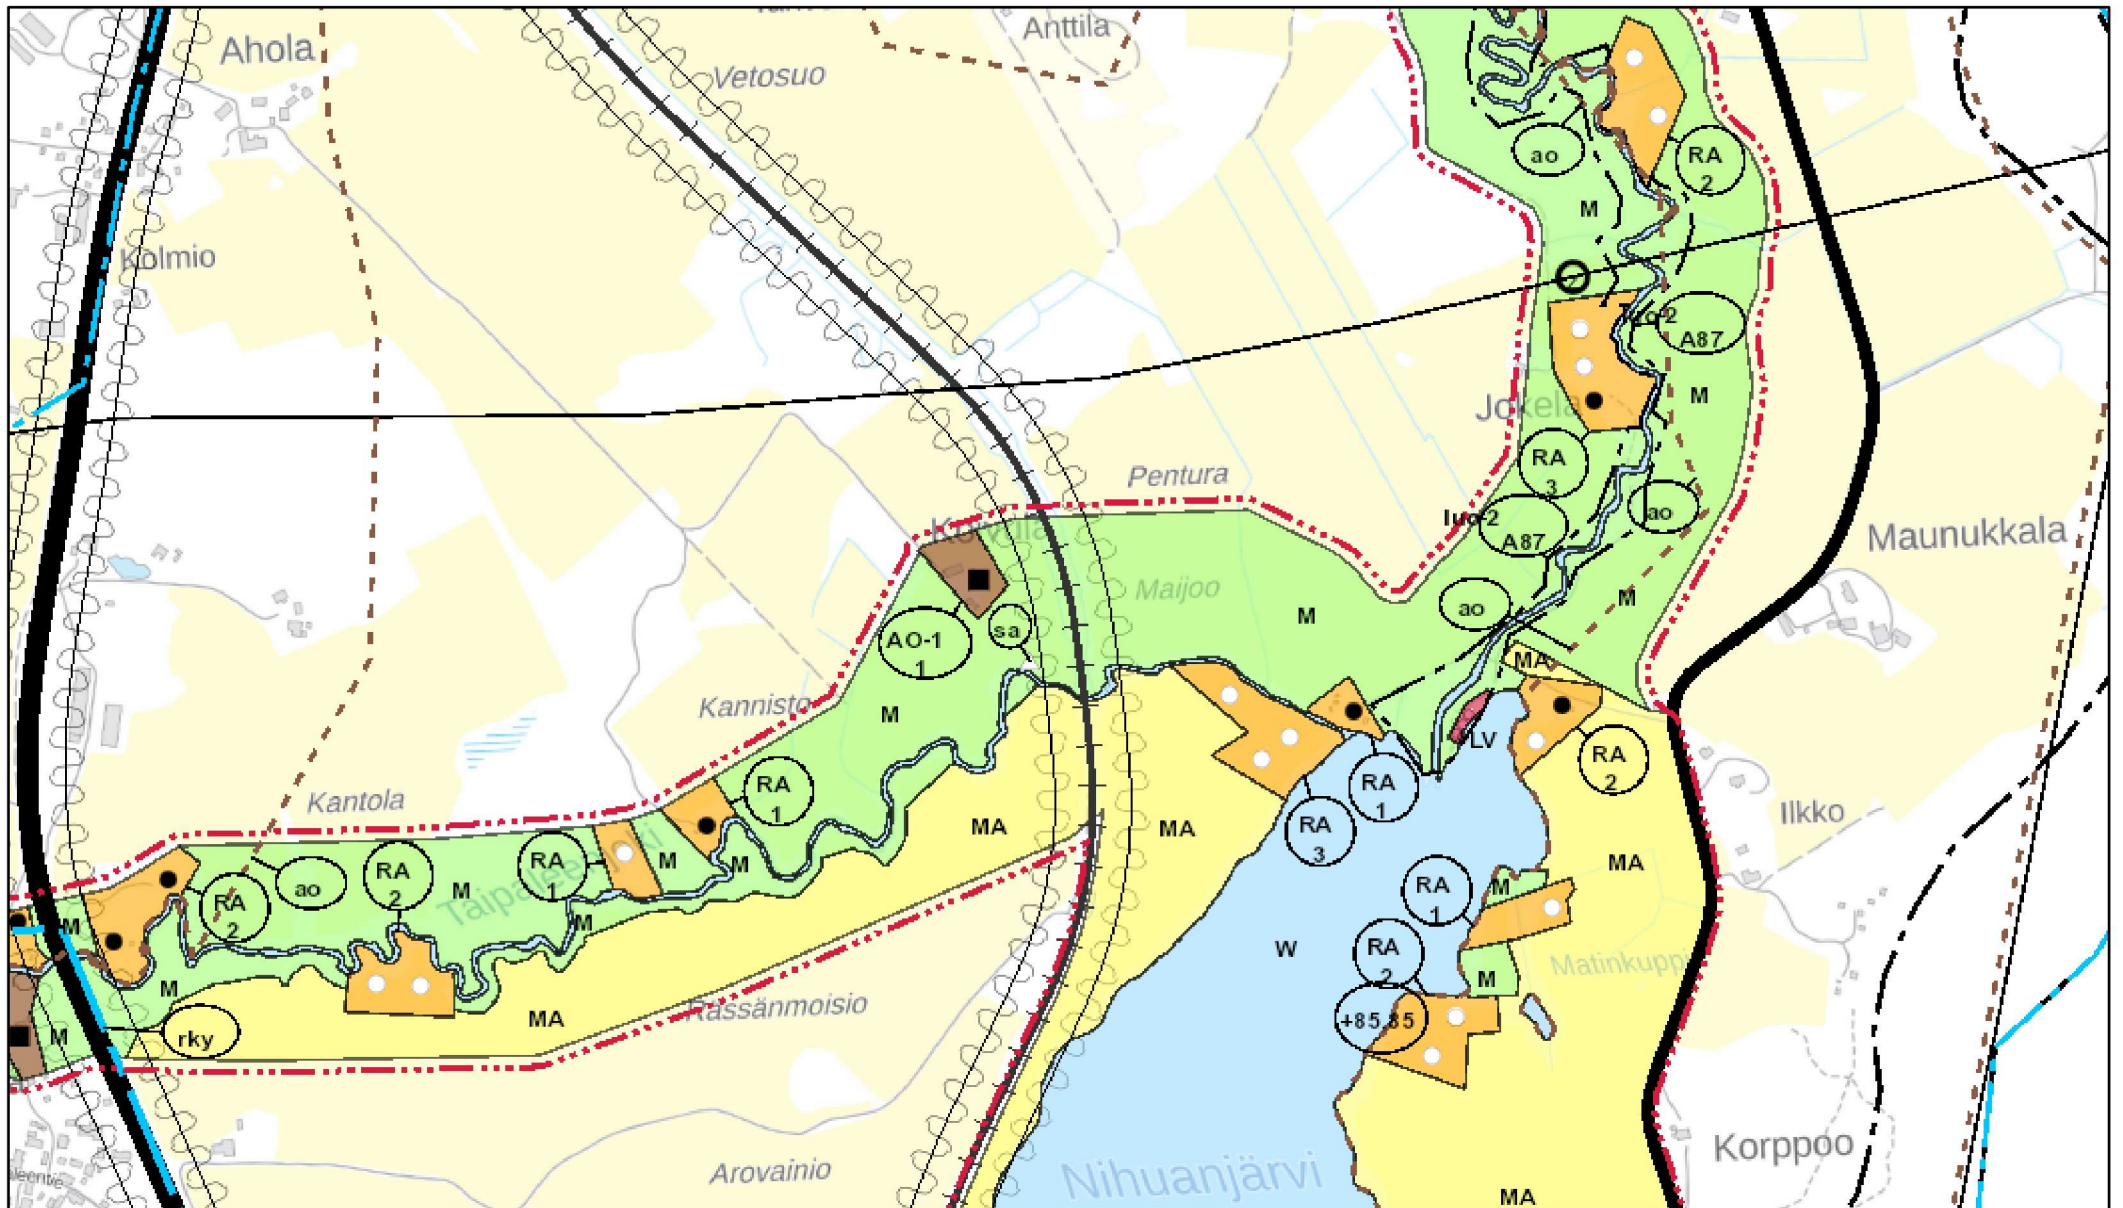 Anttila
Ahola
Vetosuo
ao
RA
2
M
Kolmio
luo-2
A87
M
Jokela
RA
3
Pentura
luo-2
A87
ao
Maunukkala
Koivula
Maijoo
M
ao
M
AO-1
1
sa
MA
Kannisto
M
LV
RA
2
RA
1
RA
1
Kantola
RA
3
Ilkko
MA
MA
MA
RA
1
M
M
Taipaleenjoki
RA
1
M
ao
RA
2
M
RA
2
M
M
W
RA
2
M
Matinkuppi
M
+85.85
rky
M
MA
Rässänmoisio
Korppoo
Arovainio
Nihuanjärvi
MA